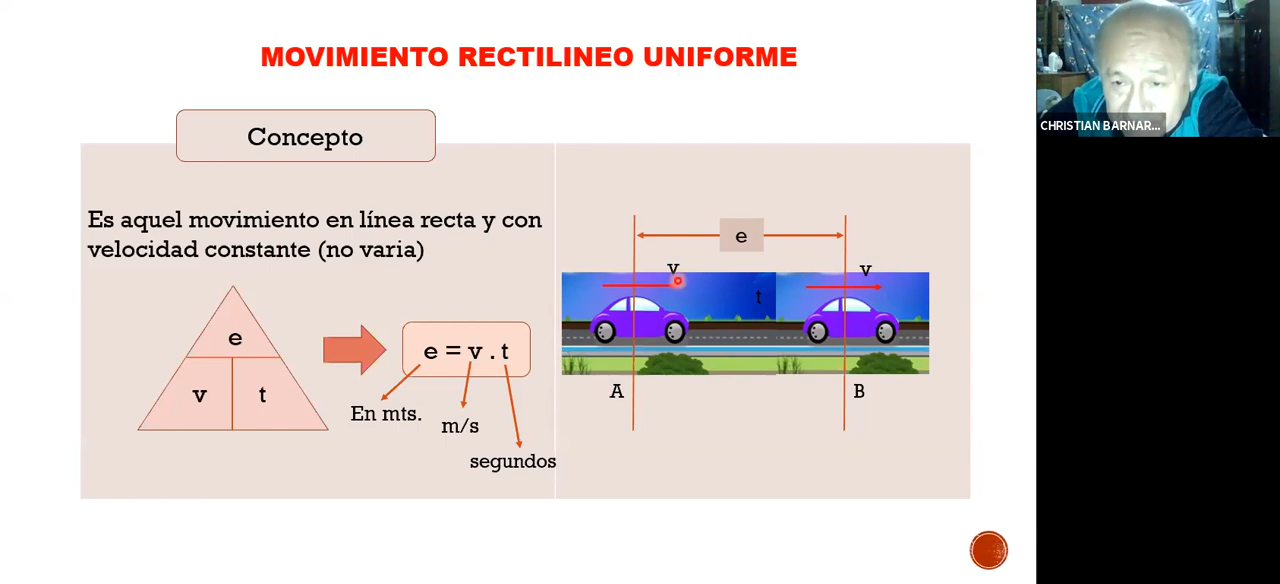 MOVIMIENTO RECTILINEO UNIFORME
Concepto
Es aquel movimiento en línea recta y con
velocidad constante (no varia)
e
v t
e = v . t
En mts.
m/s
segundos
e
v
v
t
A
B
CHRISTIAN BARNAR...